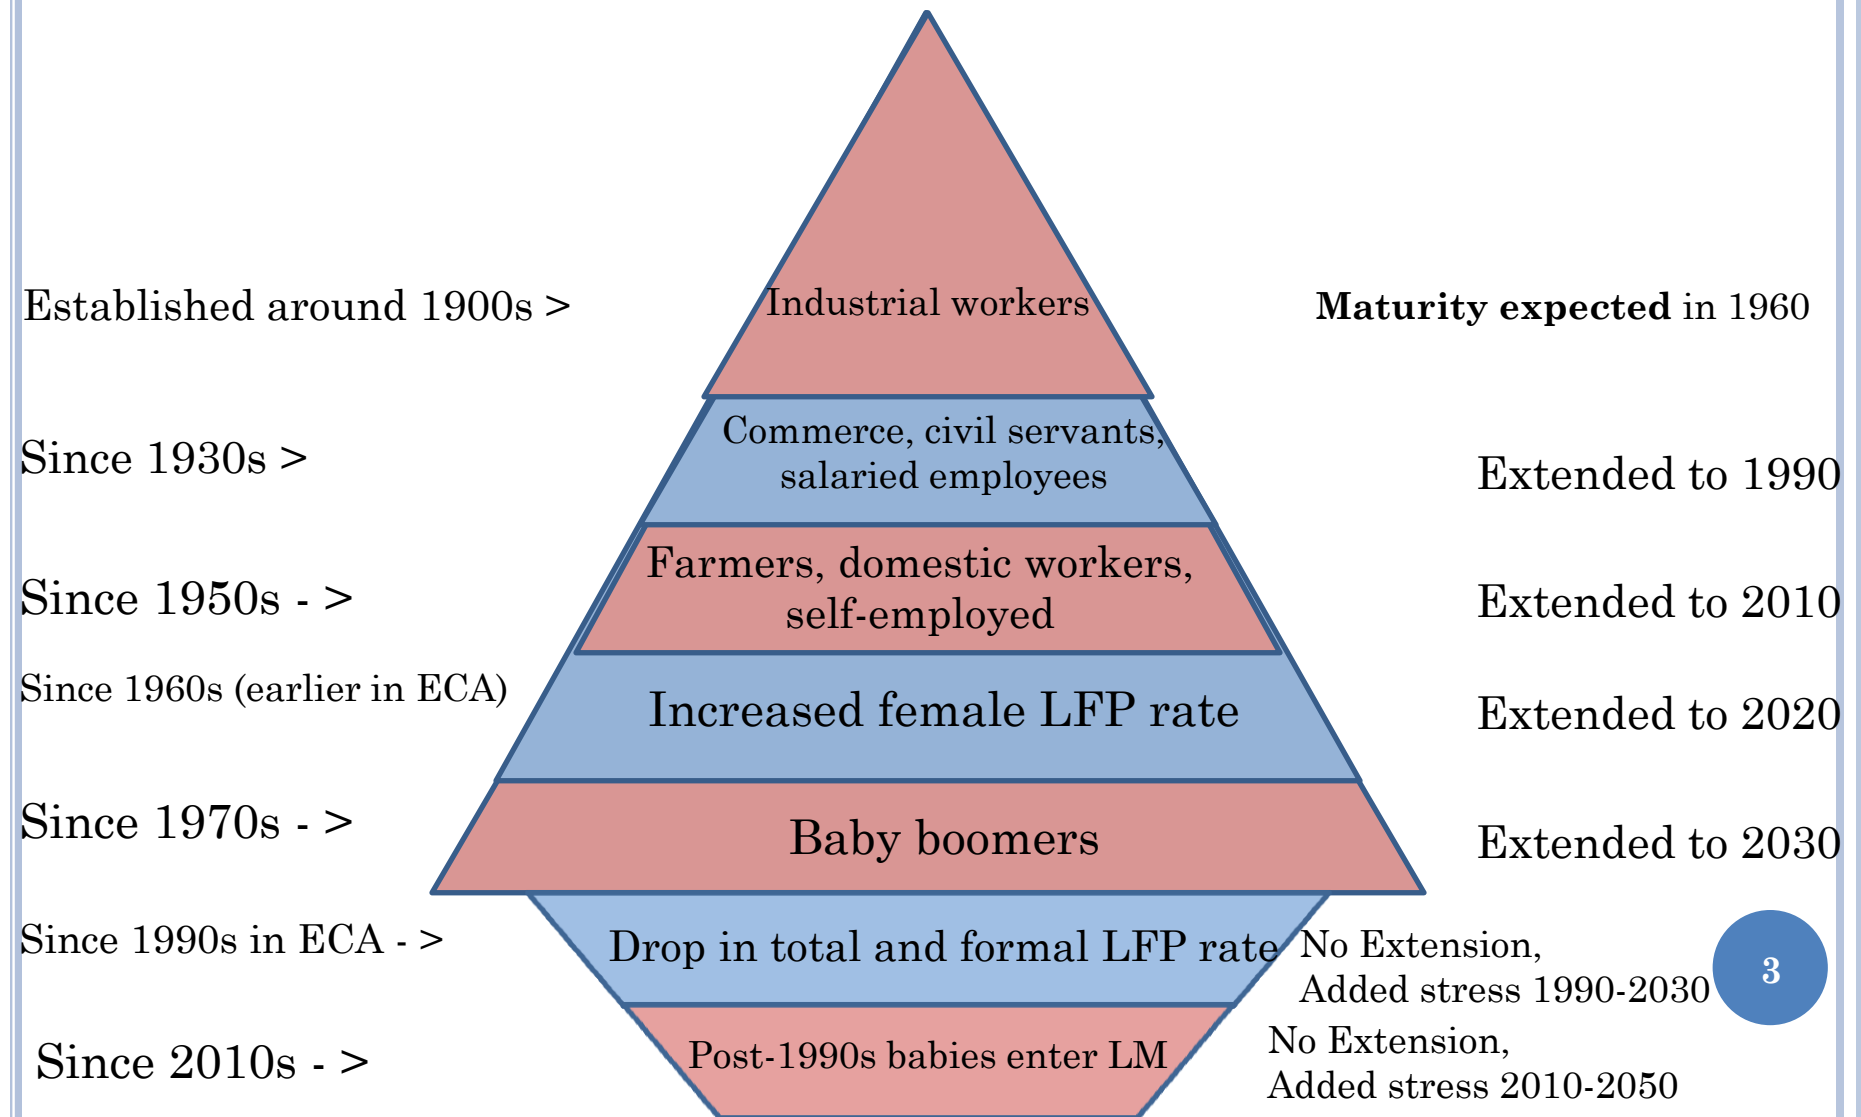 Established around 1900s >
Industrial workers
Maturity expected in 1960
Since 1930s >
Commerce, civil servants,
salaried employees
Extended to 1990
Since 1950s - >
Farmers, domestic workers,
self-employed
Extended to 2010
Since 1960s (earlier in ECA)
Increased female LFP rate
Extended to 2020
Since 1970s - >
Baby boomers
Extended to 2030
Since 1990s in ECA - >
Drop in total and formal LFP rate
No Extension,
Added stress 1990-2030
3
Since 2010s - >
Post-1990s babies enter LM
No Extension,
Added stress 2010-2050